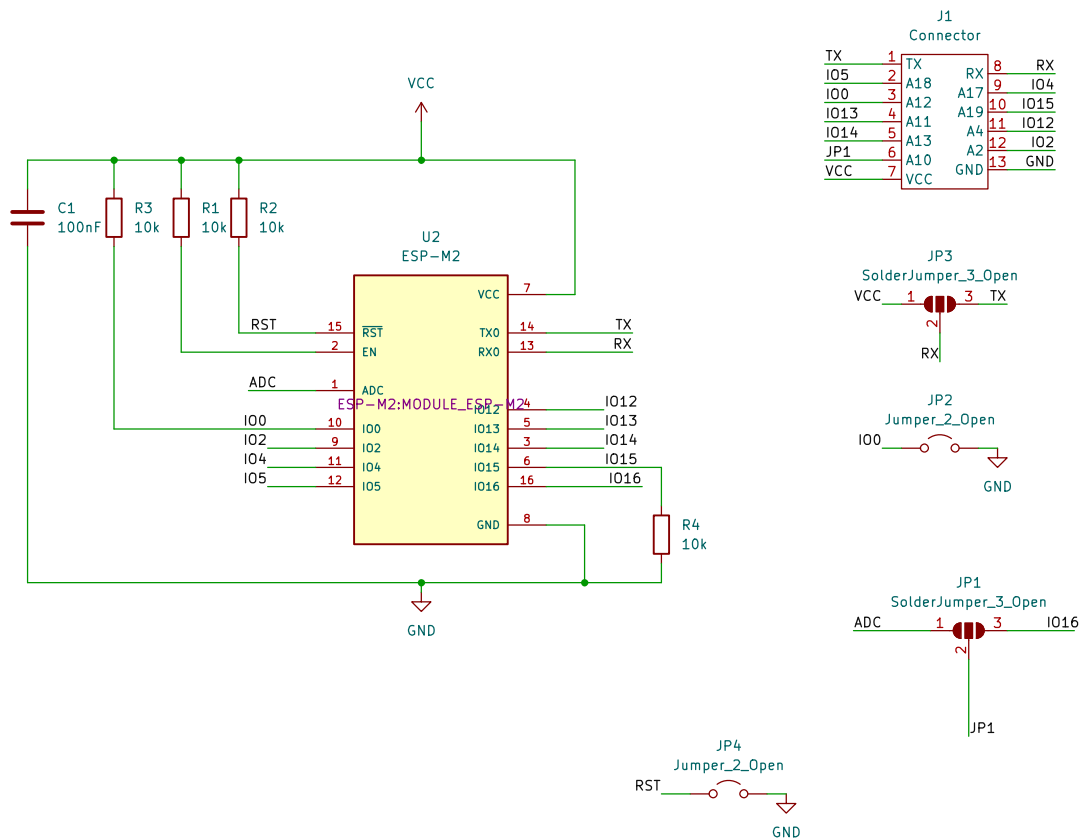 J1
Connector
TX 1 TX
IO5 2 A18
IO0 3 A12
IO13 4 A11
IO14 5 A13
JP1 6 A10
VCC 7 VCC
RX 8 RX
A17 9 IO4
A19 10 IO15
A4 11 IO12
A2 12 IO2
GND 13 GND
VCC
C1
100nF
R3
10k
R1
10k
R2
10k
U2
ESP-M2
VCC 7
RST 15 RST
2 EN
ADC 1 ADC
ESP-M2:MODULE_ESP-M2
IO0 10 IO0
IO2 9 IO2
IO4 11 IO4
IO5 12 IO5
TX0 14 TX
RX0 13 RX
IO12 4 IO12
IO13 5 IO13
IO14 3 IO14
IO15 6 IO15
IO16 16 IO16
GND 8
R4
10k
GND
JP3
SolderJumper_3_Open
VCC 1 3 TX
2
RX
JP2
Jumper_2_Open
IO0
GND
JP1
SolderJumper_3_Open
ADC 1 3 IO16
2
JP1
JP4
Jumper_2_Open
RST
GND